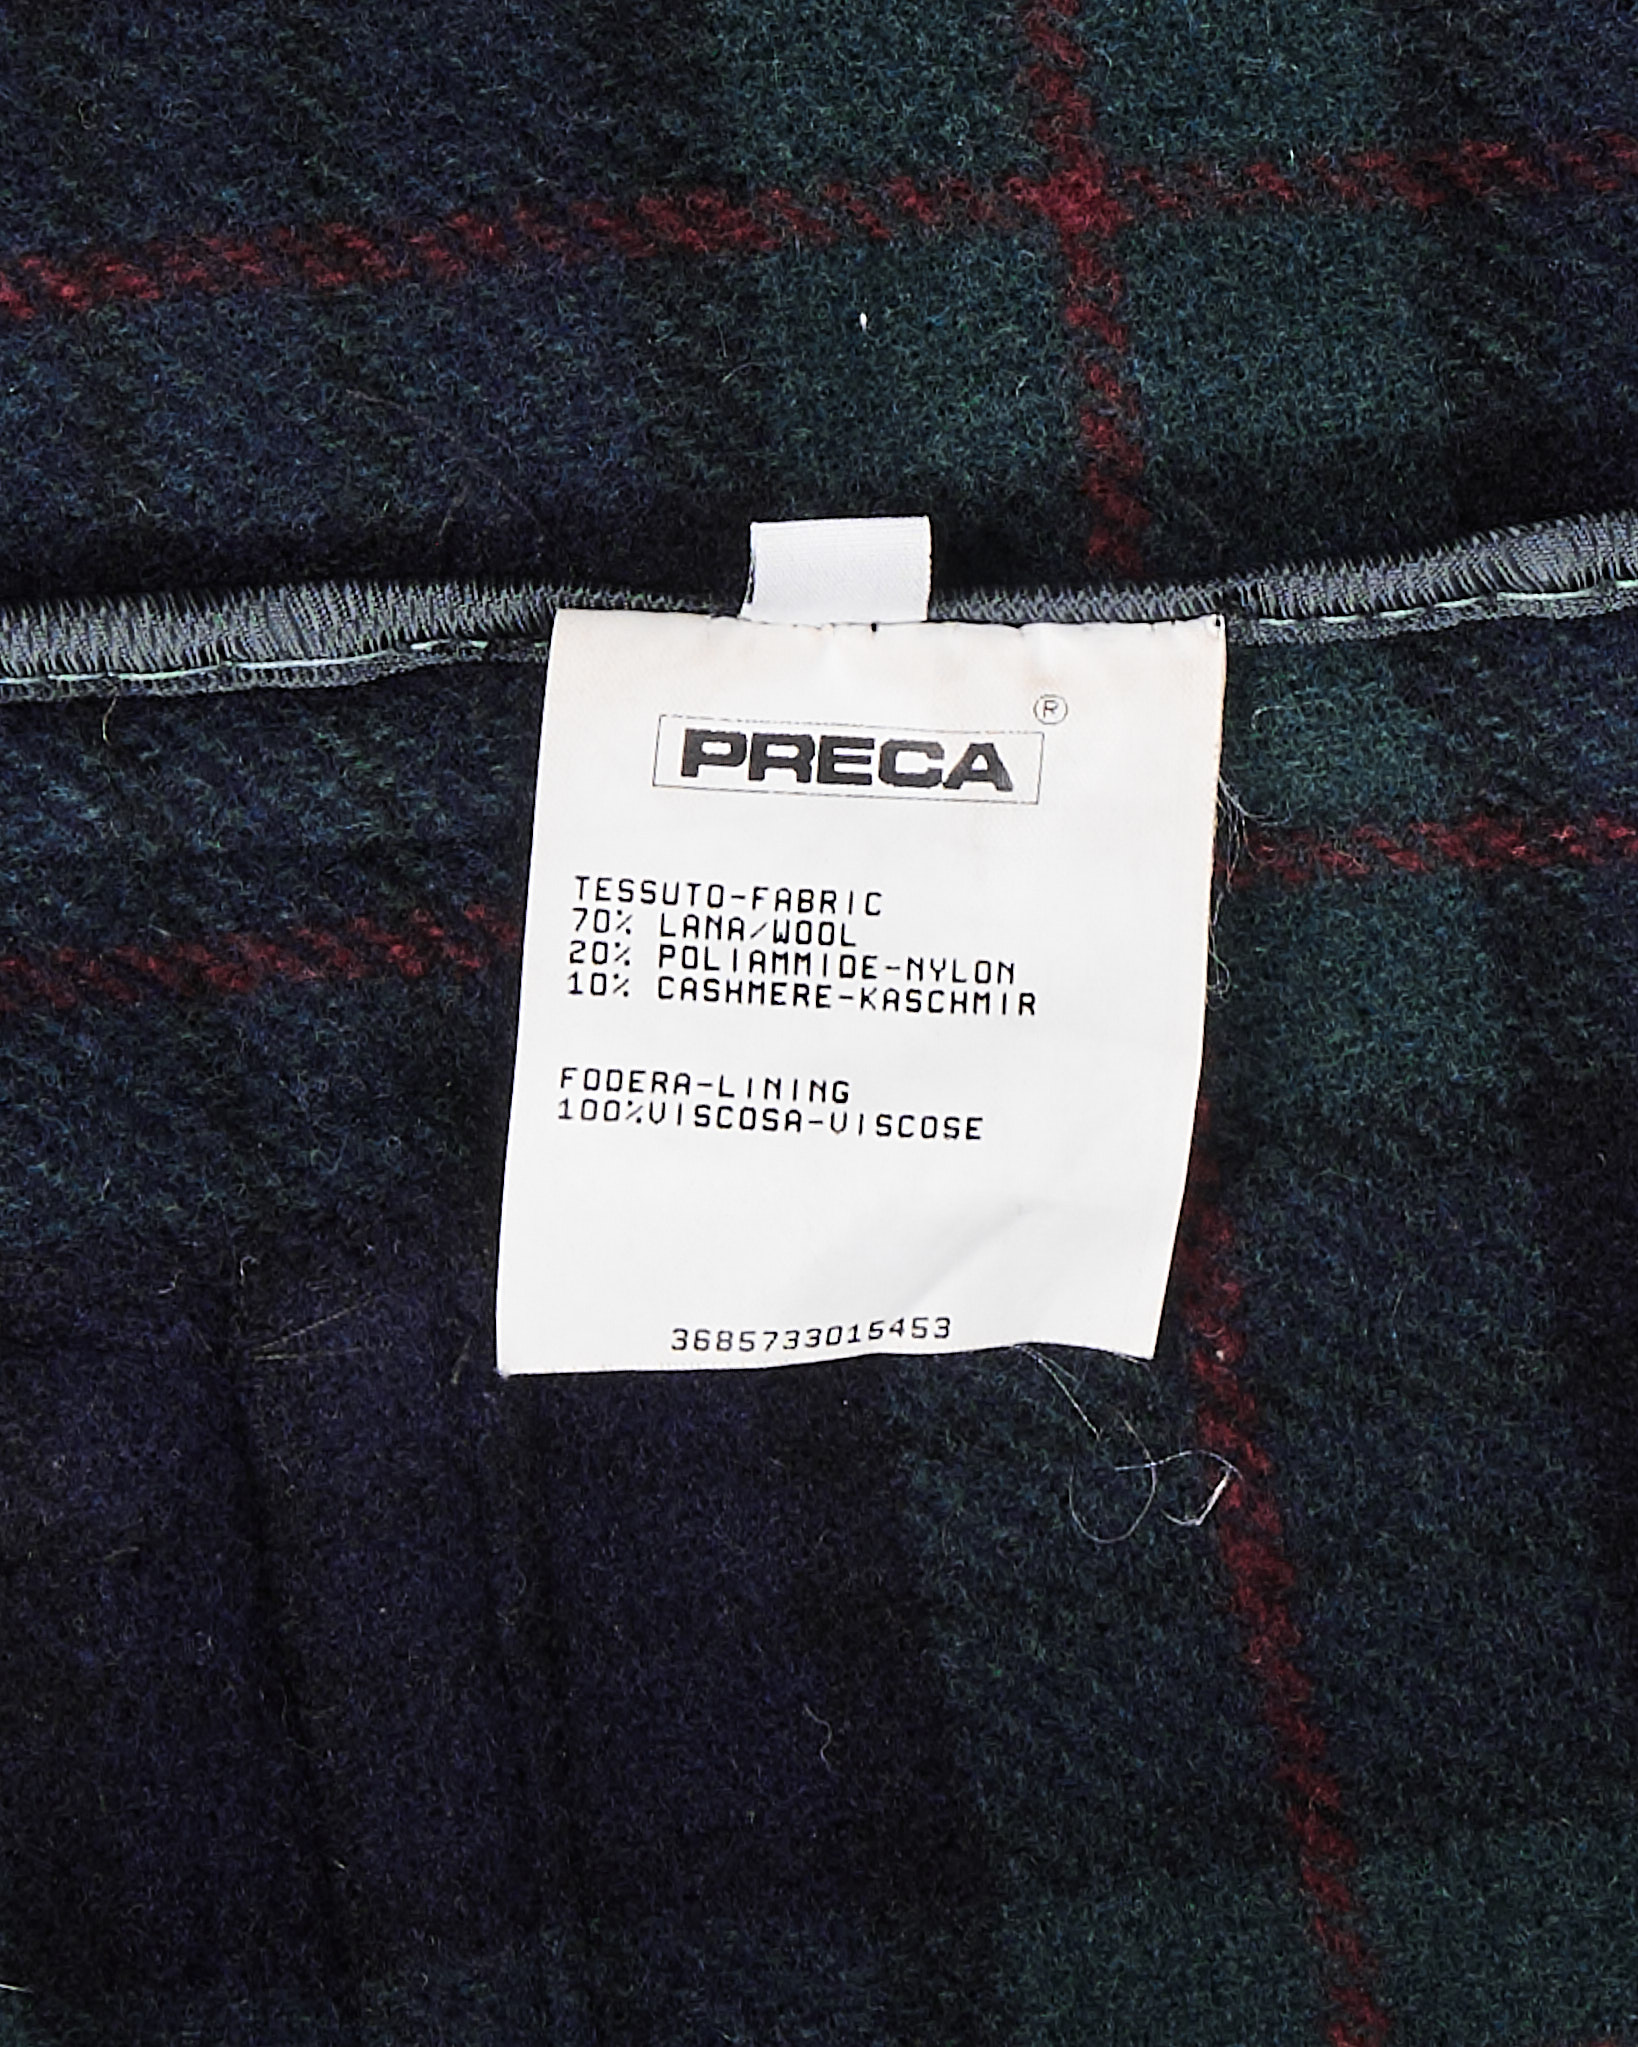 ®
PRECA
TESSUTO-FABRIC
70% LANA/WOOL
20% POLIAMMIDE-NYLON
10% CASHMERE-KASCHMIR
FODERA-LINING
100%VISCOSA-VISCOSE
3685733015453